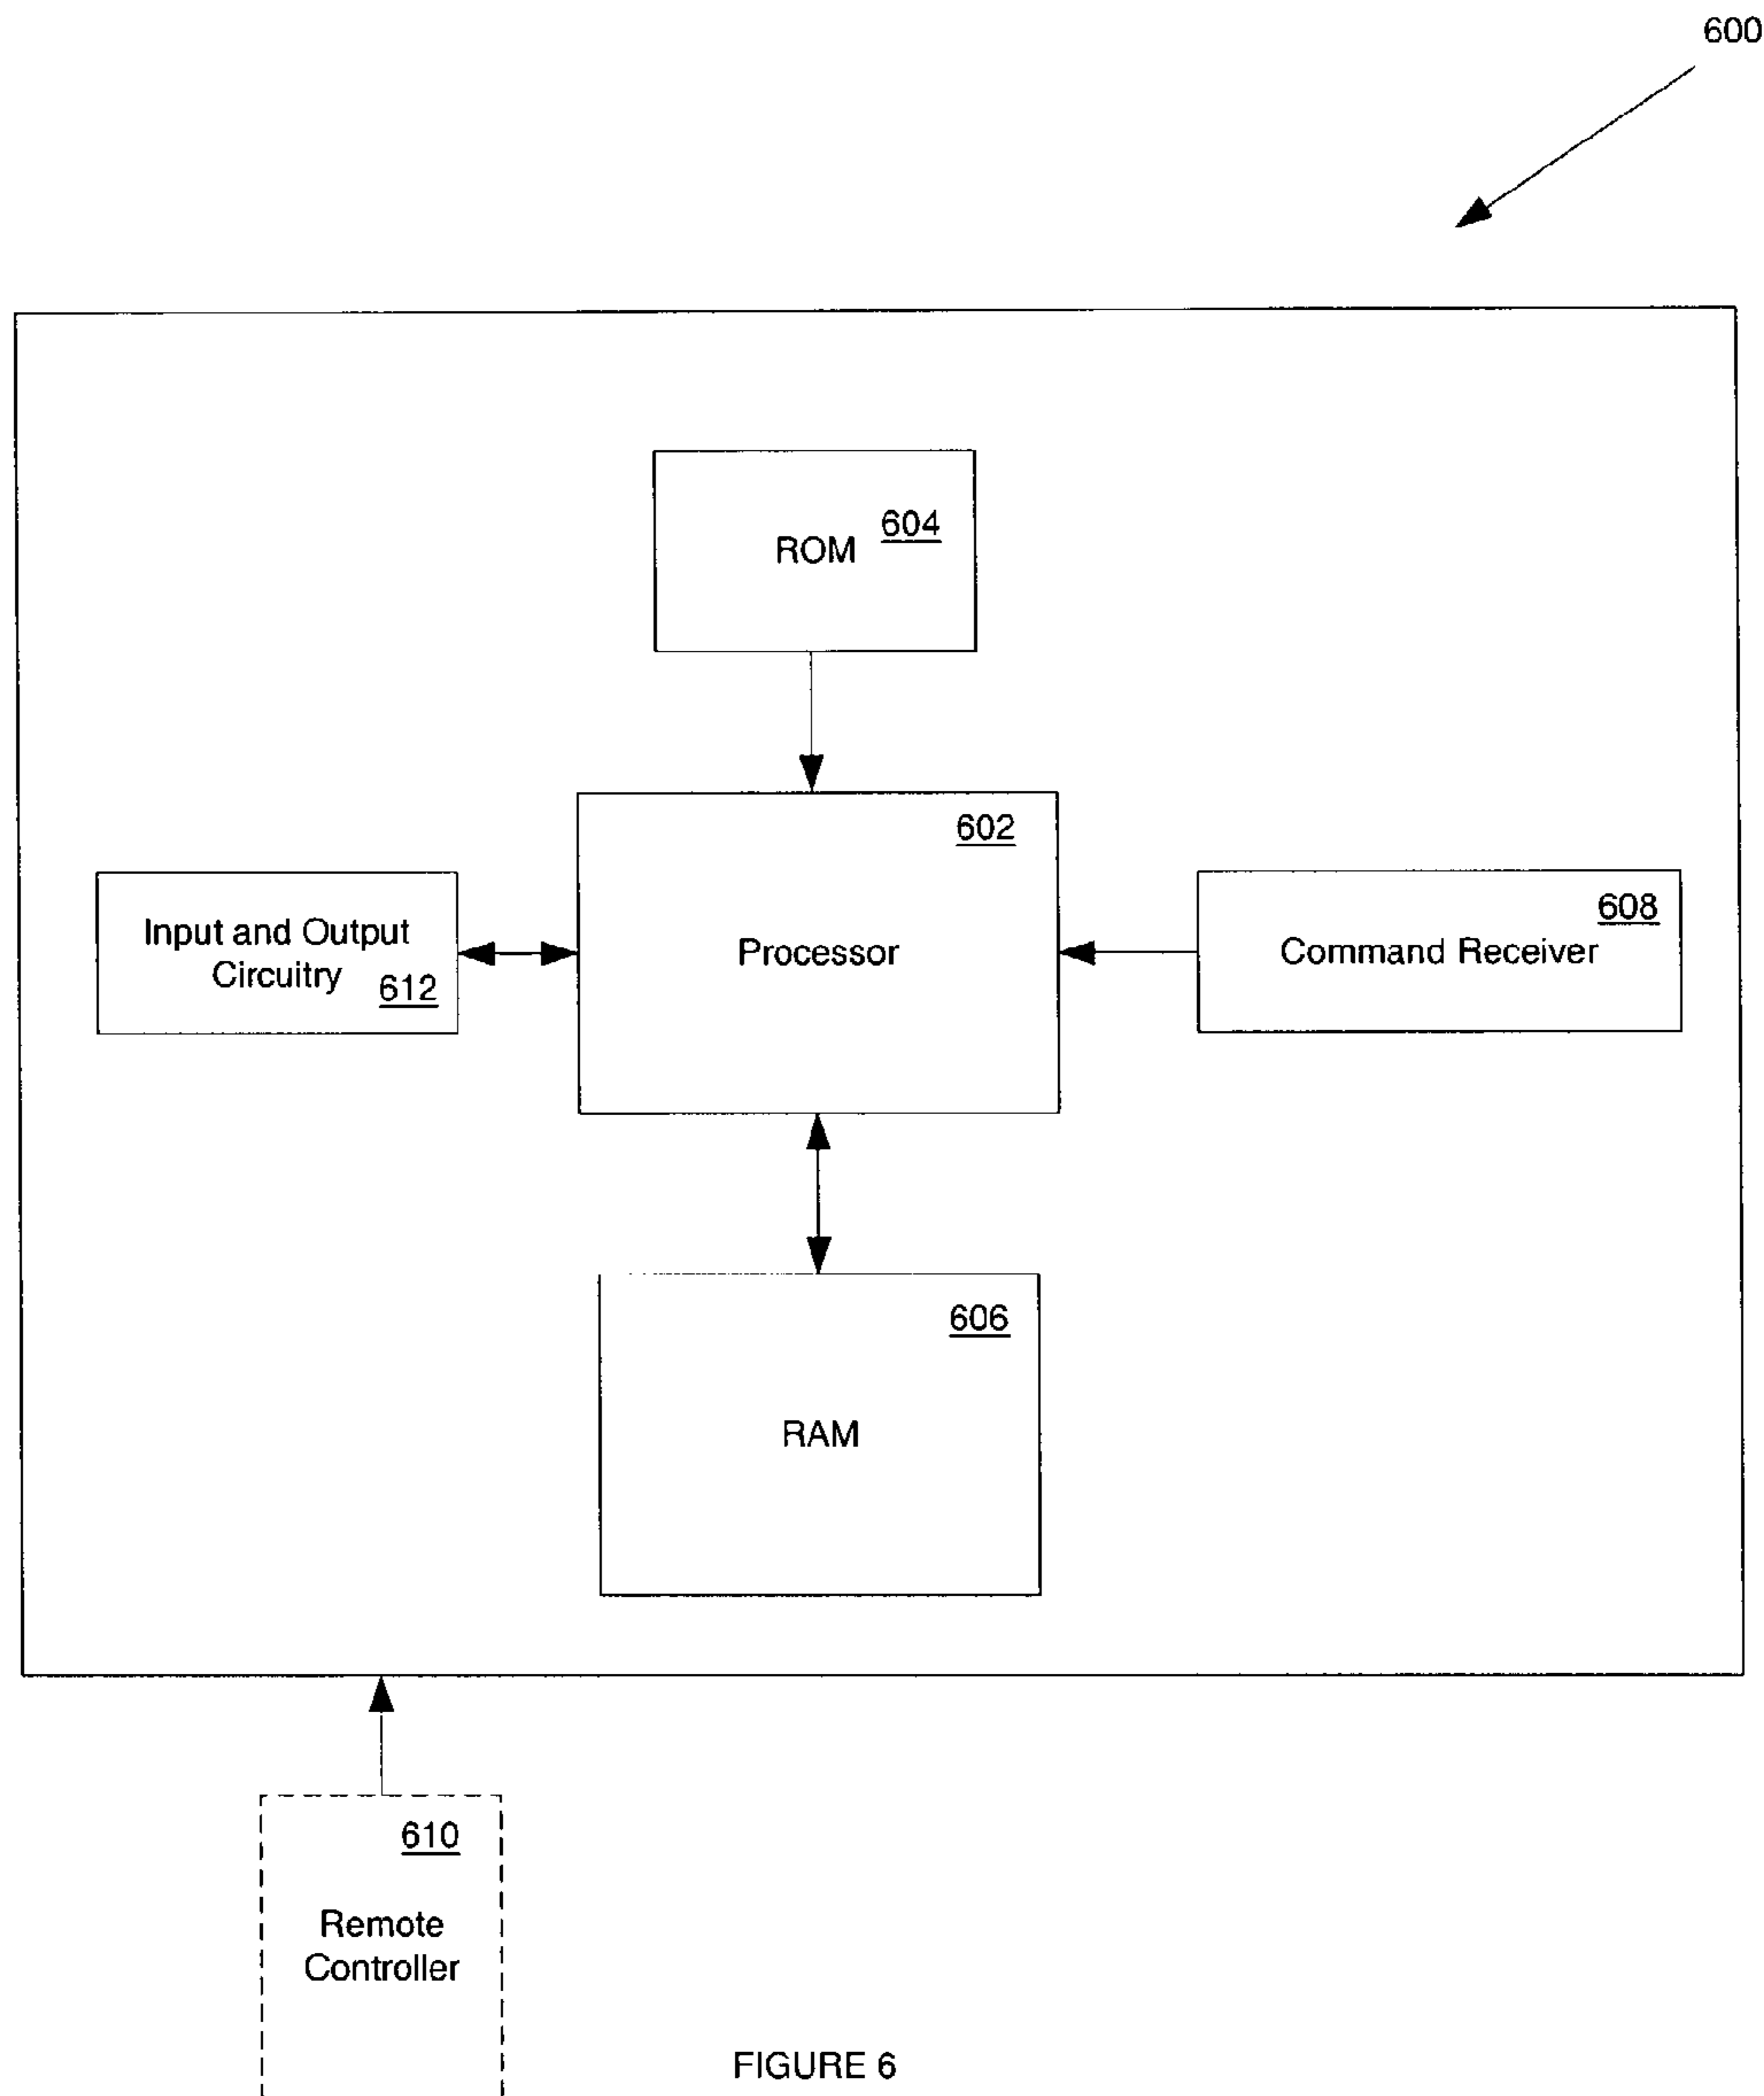 600
604
ROM
602
Input and Output
Circuitry
612
Processor
608
Command Receiver
606
RAM
610
Remote
Controller
FIGURE 6